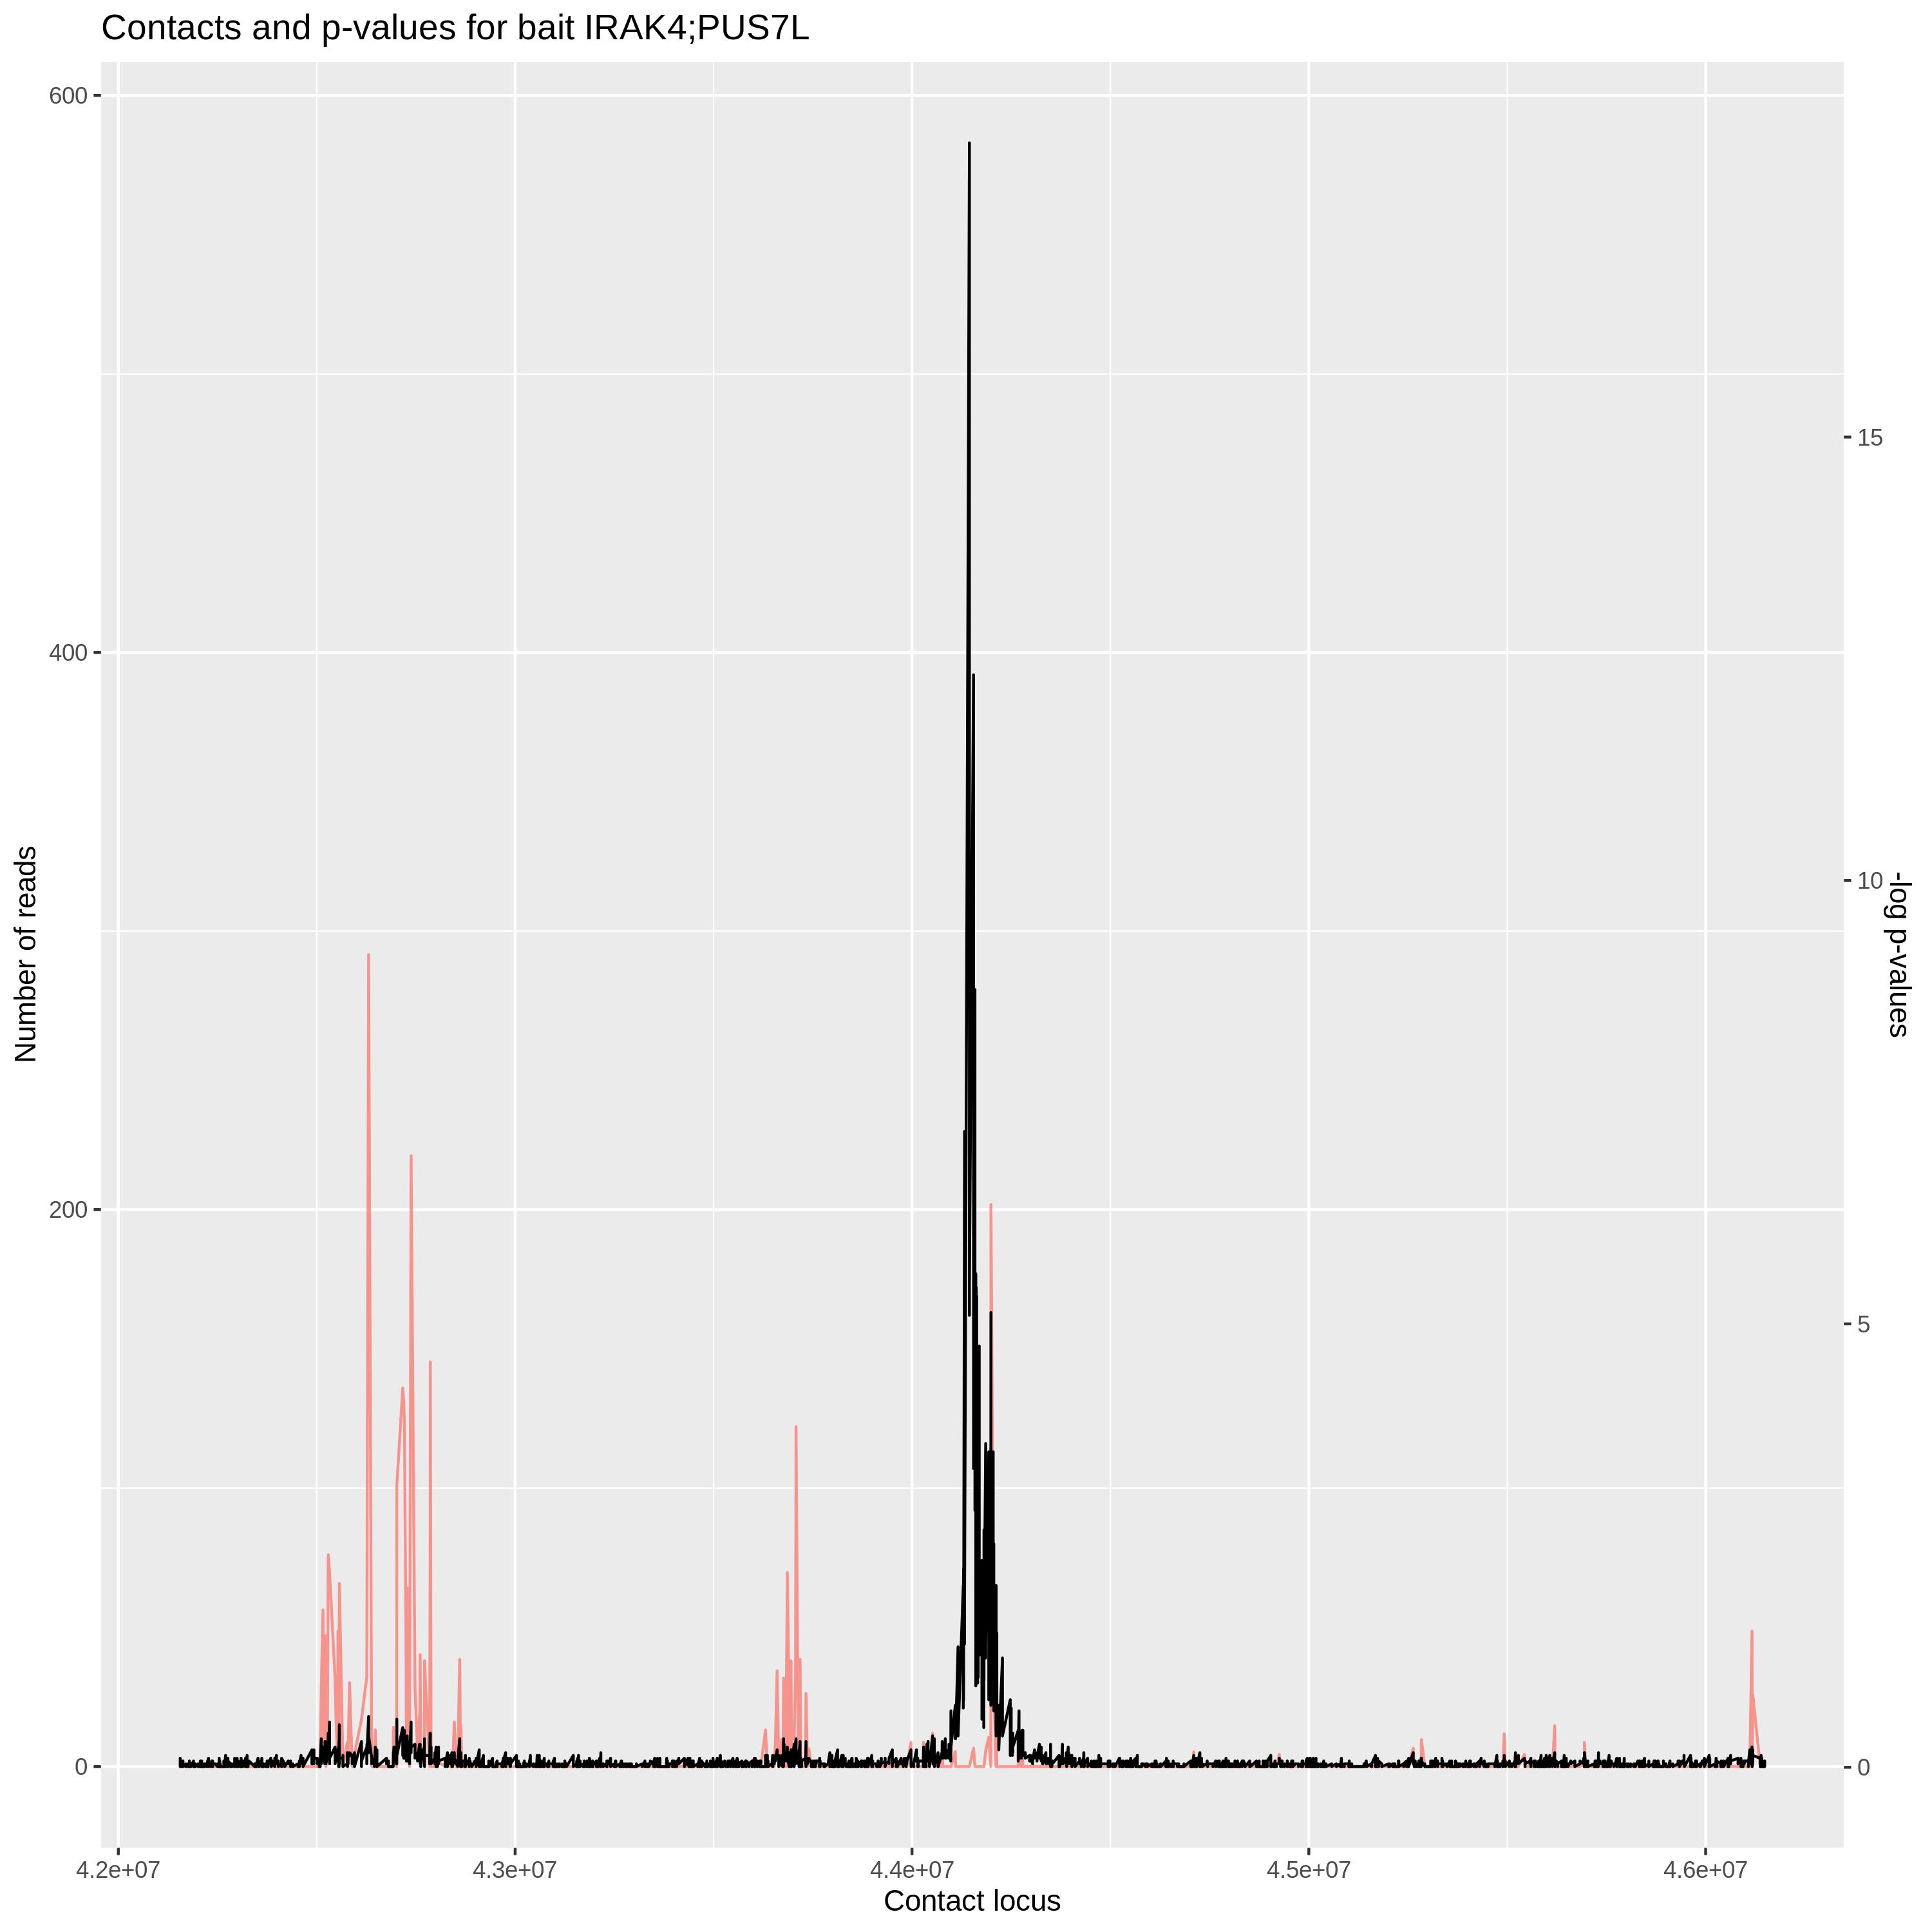 Contacts and p-values for bait IRAK4;PUS7L
600
400
200
0
Number of reads
15
10
5
0
-log p-values
4.2e+07
4.3e+07
4.4e+07
4.5e+07
4.6e+07
Contact locus